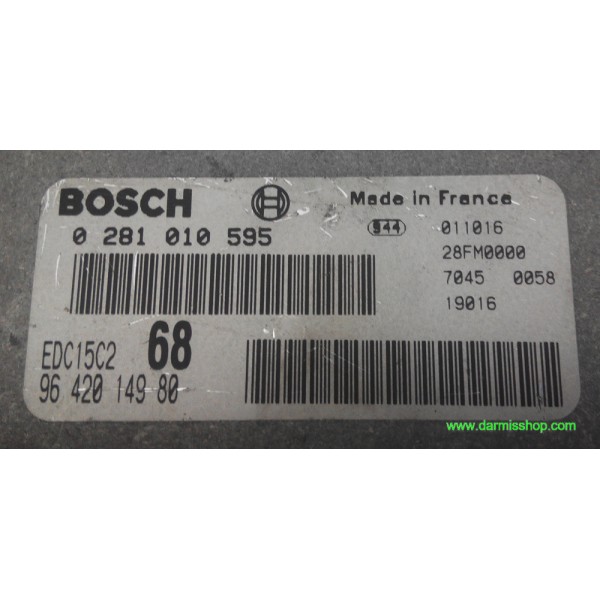 BOSCH
Made in France
0 281 010 595
944 011016
28FM0000
7045 0058
19016
EDC15C2 68
96 420 149 80
www.darmisshop.com